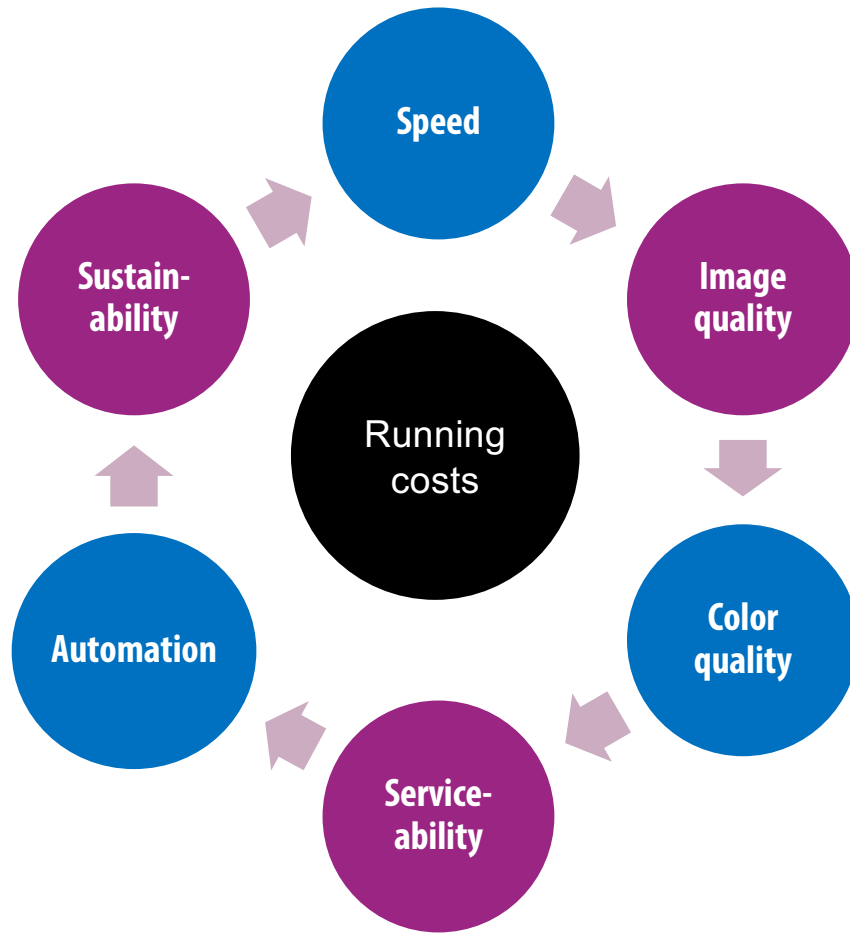 Speed
Image
quality
Color
quality
Service-
ability
Automation
Sustain-
ability
Running
costs